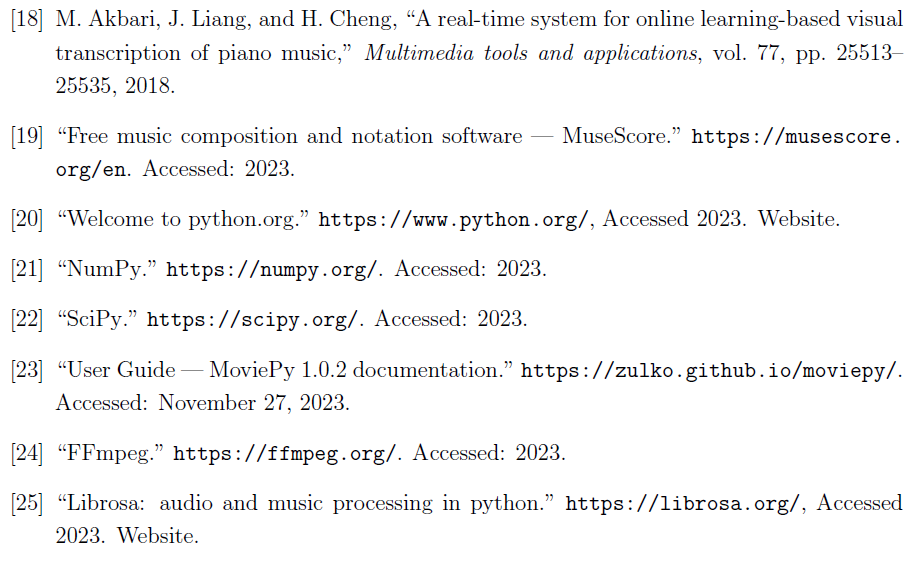 [18] M. Akbari, J. Liang, and H. Cheng, “A real-time system for online learning-based visual
transcription of piano music,” Multimedia tools and applications, vol. 77, pp. 25513–
25535, 2018.
[19] “Free music composition and notation software — MuseScore.” https://musescore.
org/en. Accessed: 2023.
[20] “Welcome to python.org.” https://www.python.org/, Accessed 2023. Website.
[21] “NumPy.” https://numpy.org/. Accessed: 2023.
[22] “SciPy.” https://scipy.org/. Accessed: 2023.
[23] “User Guide — MoviePy 1.0.2 documentation.” https://zulko.github.io/moviepy/.
Accessed: November 27, 2023.
[24] “FFmpeg.” https://ffmpeg.org/. Accessed: 2023.
[25] “Librosa: audio and music processing in python.” https://librosa.org/, Accessed
2023. Website.